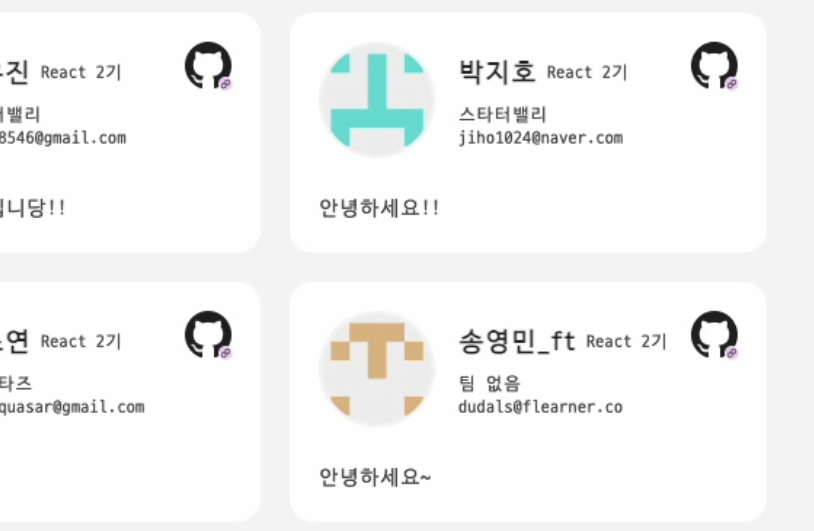 진 React 2기
박지호 React 2기
밸리
스타터밸리
8546@gmail.com
jiho1024@naver.com
니당!!
안녕하세요!!
연 React 2기
송영민_ft React 2기
타즈
팀 없음
quasar@gmail.com
dudals@flearner.co
안녕하세요~